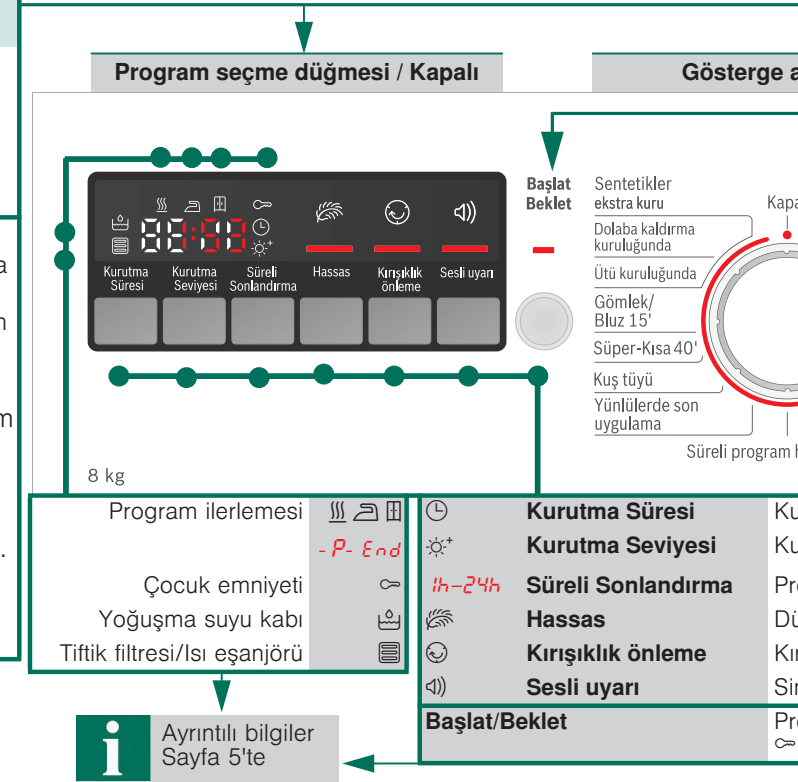 Program seçme düğmesi / Kapalı
Gösterge a
a
n
m
.
Kurutma
Süresi
Kurutma
Seviyesi
Süreli
Sonlandırma
Hassas
Kırışıklık
önleme
Sesli uyarı
Başlat
Beklet
Sentetikler
ekstra kuru
Dolaba kaldırma
kuruluğunda
Ütü kuruluğunda
Gömlek/
Bluz 15'
Süper-Kısa 40'
Kuş tüyü
Yünlülerde son
uygulama
Kapa
Süreli program h
8 kg
Program ilerlemesi
-P- End
Çocuk emniyeti
Yoğuşma suyu kabı
Tiftik filtresi/Isı eşanjörü
Kurutma Süresi Ku
Kurutma Seviyesi Ku
1h–24h Süreli Sonlandırma Pro
Hassas Dü
Kırışıklık önleme Kır
Sesli uyarı Sin
Başlat/Beklet Pro
i
Ayrıntılı bilgiler
Sayfa 5'te